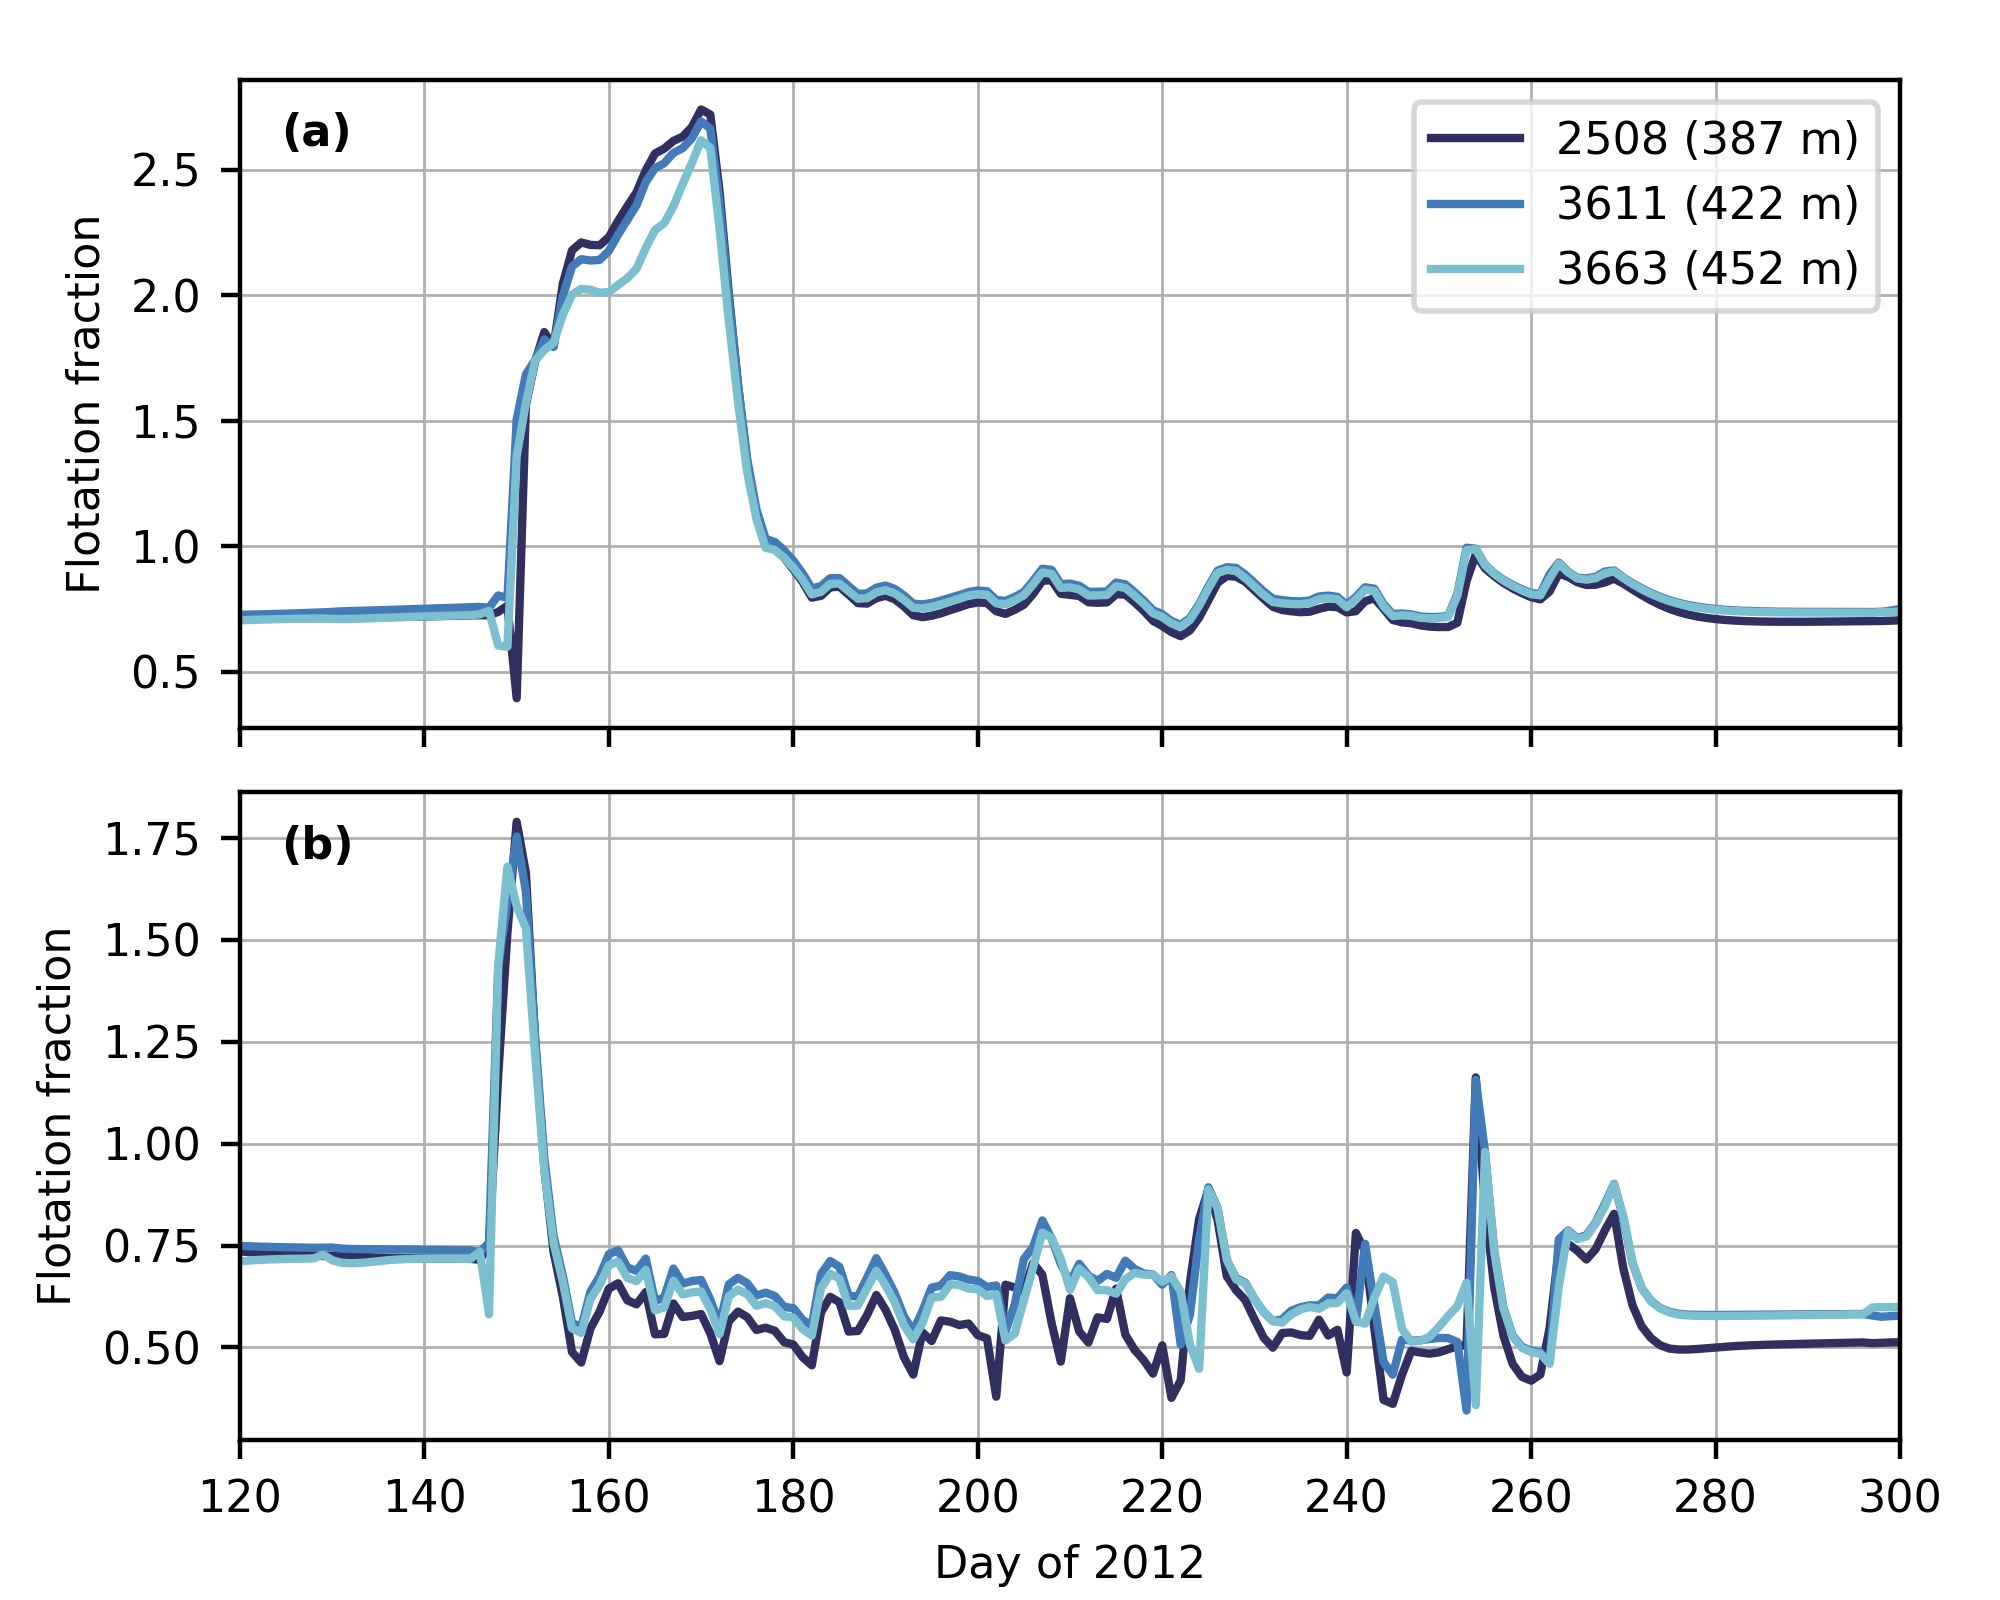 (a)
2508 (387 m)
3611 (422 m)
3663 (452 m)
Flotation fraction
2.5
2.0
1.5
1.0
0.5
(b)
Flotation fraction
1.75
1.50
1.25
1.00
0.75
0.50
120 140 160 180 200 220 240 260 280 300
Day of 2012